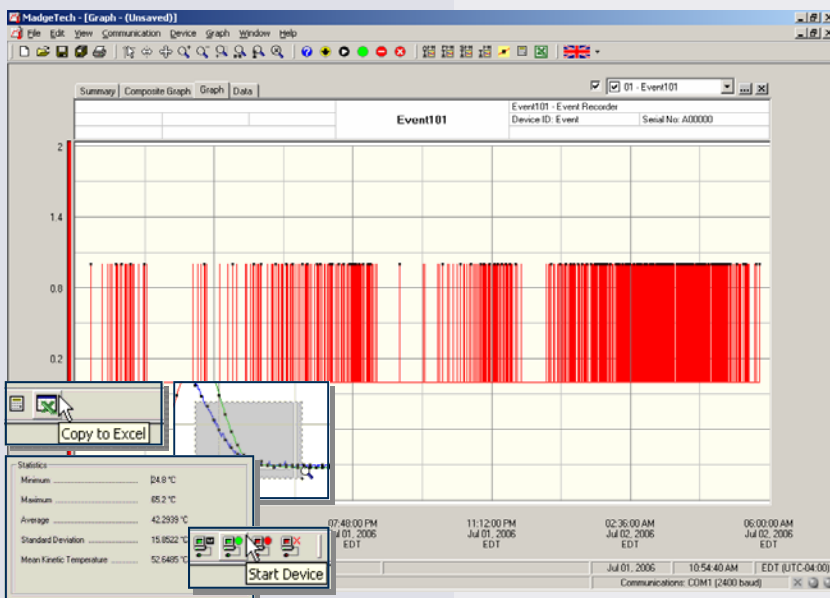 MadgeTech - [Graph - (Unsaved)]
File Edit View Communication Device Graph Window Help
Summary Composite Graph Graph Data
01 - Event101
Event101
Event101 - Event Recorder
Device ID: Event
Serial No: A00000
2
1.4
0.8
0.2
Copy to Excel
Statistics
Minimum 24.8 °C
Maximum 65.2 °C
Average 42.2939 °C
Standard Deviation 15.8522 °C
Mean Kinetic Temperature 52.6485 °C
Start Device
07:48:00 PM
Jul 01, 2006
EDT
11:12:00 PM
Jul 01, 2006
EDT
02:36:00 AM
Jul 02, 2006
EDT
06:00:00 AM
Jul 02, 2006
EDT
Jul 01, 2006 10:54:40 AM EDT (UTC-04:00)
Communications: COM1 (2400 baud)